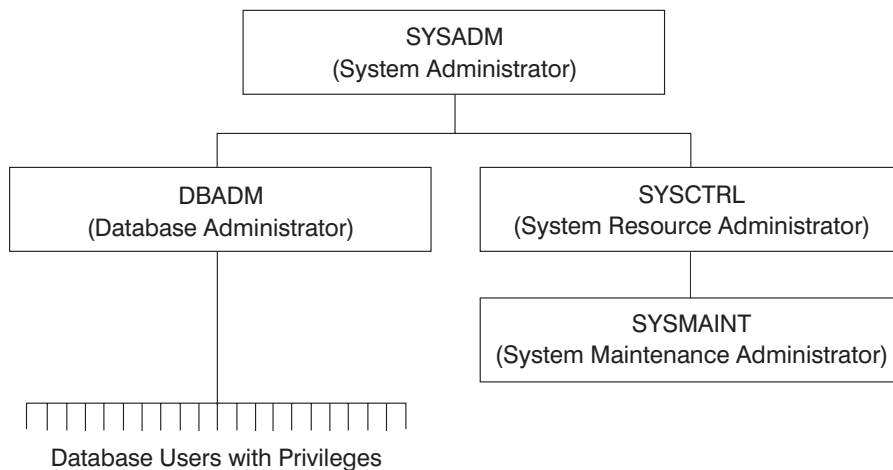 SYSADM
(System Administrator)
DBADM
(Database Administrator)
SYSCTRL
(System Resource Administrator)
SYSMAINT
(System Maintenance Administrator)
Database Users with Privileges